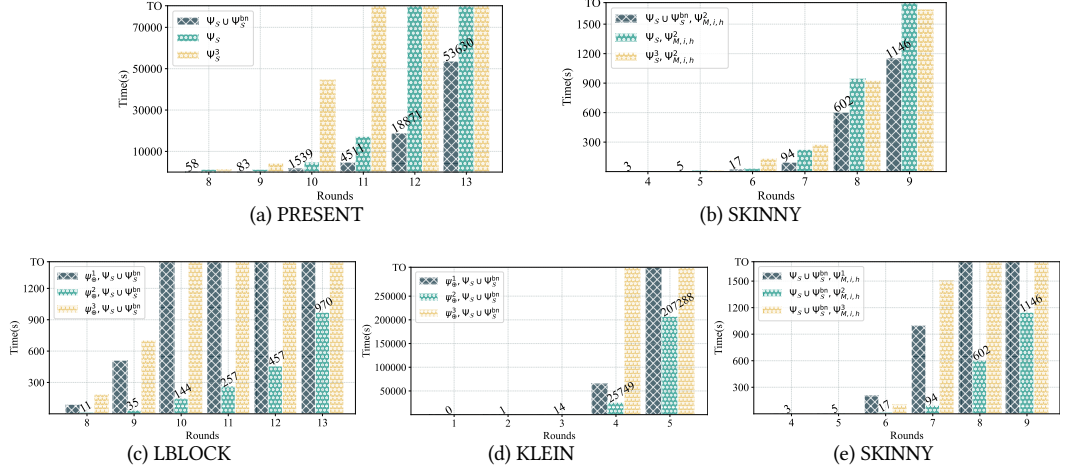 TO
70000
50000
30000
10000
Time(s)
Ψ_S ∪ Ψ_S^bn
Ψ_S
Ψ_S^3
58
83
1539
4511
18871
53630
8 9 10 11 12 13
Rounds
(a) PRESENT
TO
1500
1200
900
600
300
Time(s)
Ψ_S ∪ Ψ_S^bn, Ψ_{M,i,h}^2
Ψ_S, Ψ_{M,i,h}^2
Ψ_S^3, Ψ_{M,i,h}^2
3
5
17
94
602
1146
4 5 6 7 8 9
Rounds
(b) SKINNY
TO
1200
900
600
300
Time(s)
ψ_⊕^1, Ψ_S ∪ Ψ_S^bn
ψ_⊕^2, Ψ_S ∪ Ψ_S^bn
ψ_⊕^3, Ψ_S ∪ Ψ_S^bn
11
35
144
257
457
970
8 9 10 11 12 13
Rounds
(c) LBLOCK
TO
250000
200000
150000
100000
50000
Time(s)
ψ_⊕^1, Ψ_S ∪ Ψ_S^bn
ψ_⊕^2, Ψ_S ∪ Ψ_S^bn
ψ_⊕^3, Ψ_S ∪ Ψ_S^bn
0
1
14
25749
207288
1 2 3 4 5
Rounds
(d) KLEIN
TO
1500
1200
900
600
300
Time(s)
Ψ_S ∪ Ψ_S^bn, Ψ_{M,i,h}^1
Ψ_S ∪ Ψ_S^bn, Ψ_{M,i,h}^2
Ψ_S ∪ Ψ_S^bn, Ψ_{M,i,h}^3
3
5
17
94
602
1146
4 5 6 7 8 9
Rounds
(e) SKINNY